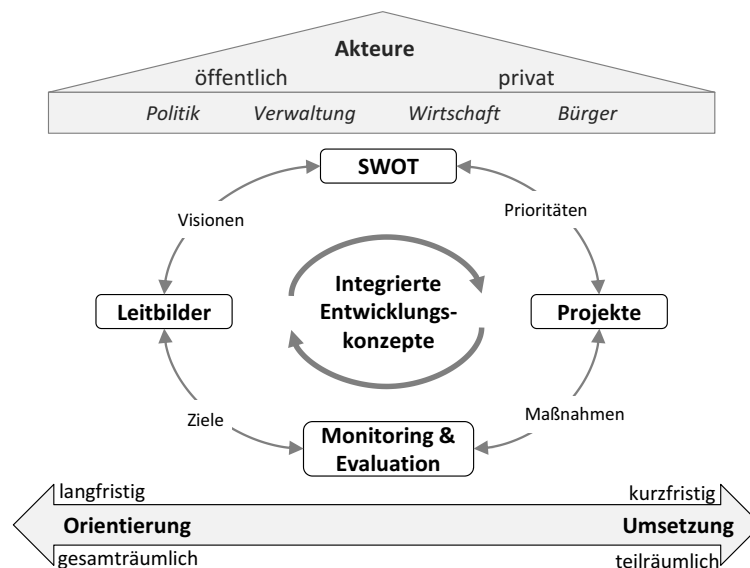 Akteure
öffentlich privat
Politik Verwaltung Wirtschaft Bürger
SWOT
Visionen Prioritäten
Leitbilder
Integrierte
Entwicklungs-
konzepte
Projekte
Ziele Maßnahmen
Monitoring &
Evaluation
langfristig kurzfristig
Orientierung Umsetzung
gesamträumlich teilräumlich